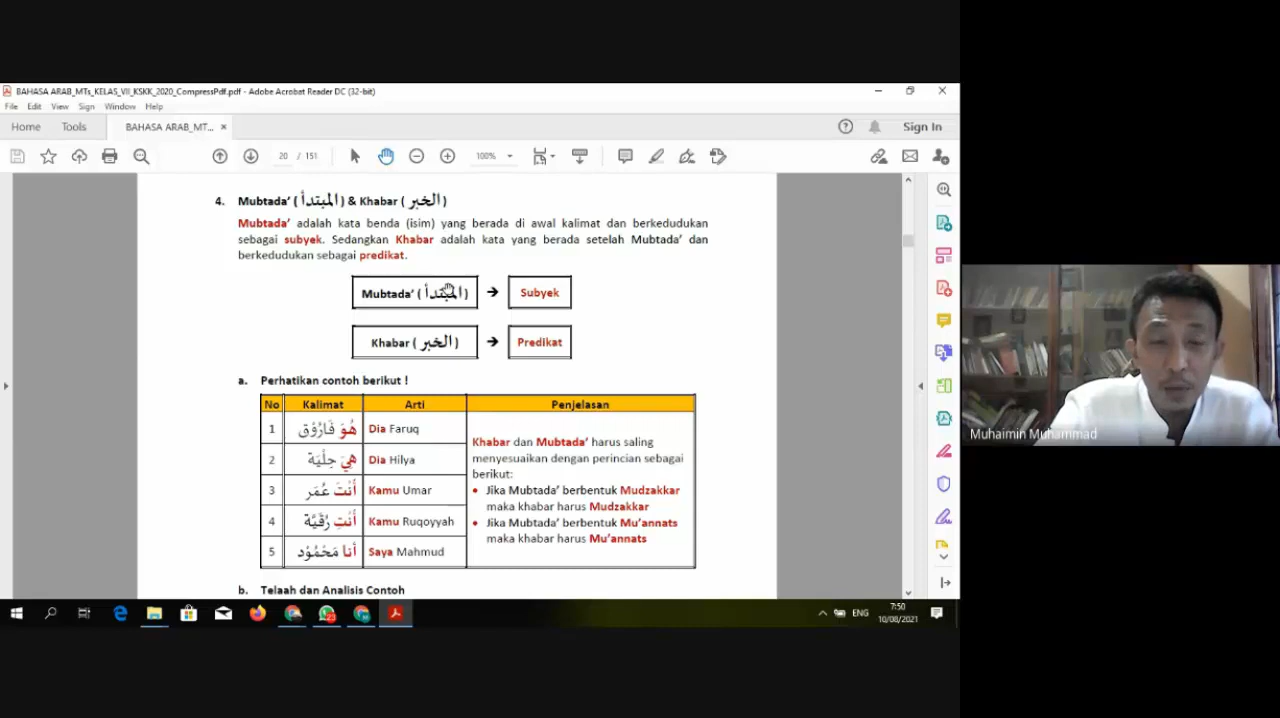 BAHASA ARAB_MTs_KELAS_VII_KSKK_2020_CompressPdf.pdf - Adobe Acrobat Reader DC (32-bit)
File Edit View Sign Window Help
Home Tools BAHASA ARAB_MT... × Sign In
20 / 151 100%
4. Mubtada’ ( المبتدأ ) & Khabar ( الخبر )
Mubtada’ adalah kata benda (isim) yang berada di awal kalimat dan berkedudukan
sebagai subyek. Sedangkan Khabar adalah kata yang berada setelah Mubtada’ dan
berkedudukan sebagai predikat.
Mubtada’ ( المبتدأ ) → Subyek
Khabar ( الخبر ) → Predikat
a. Perhatikan contoh berikut !
No Kalimat Arti Penjelasan
1 هُوَ فَارُوْق Dia Faruq
2 هِيَ حِلْيَة Dia Hilya
3 أَنْتَ عُمَر Kamu Umar
4 أَنْتِ رُقَيَّة Kamu Ruqoyyah
5 أنا مَحْمُوْد Saya Mahmud
Khabar dan Mubtada’ harus saling
menyesuaikan dengan perincian sebagai
berikut:
• Jika Mubtada’ berbentuk Mudzakkar
maka khabar harus Mudzakkar
• Jika Mubtada’ berbentuk Mu’annats
maka khabar harus Mu’annats
b. Telaah dan Analisis Contoh
Muhaimin Muhammad
23
ENG
7:50
10/08/2021